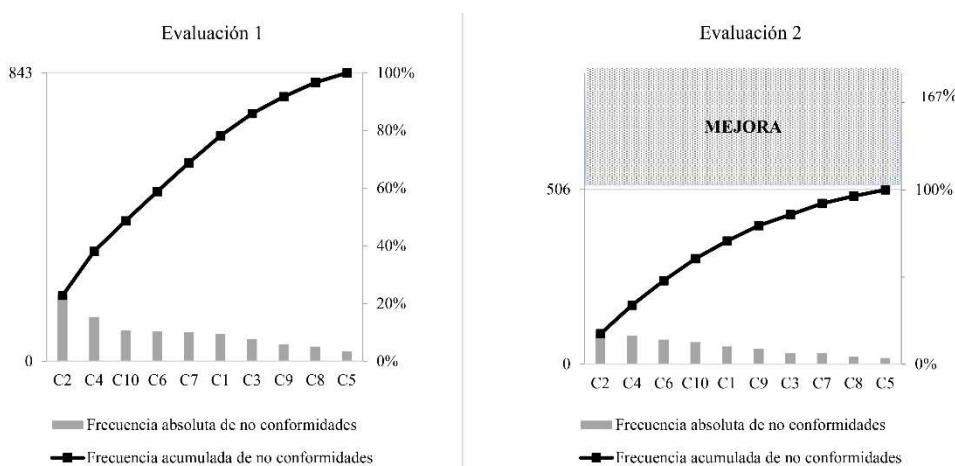 Evaluación 1
843
0
100%
80%
60%
40%
20%
0%
C2 C4 C10 C6 C7 C1 C3 C9 C8 C5
Frecuencia absoluta de no conformidades
Frecuencia acumulada de no conformidades
Evaluación 2
MEJORA
506
0
167%
100%
0%
C2 C4 C6 C10 C1 C9 C3 C7 C8 C5
Frecuencia absoluta de no conformidades
Frecuencia acumulada de no conformidades